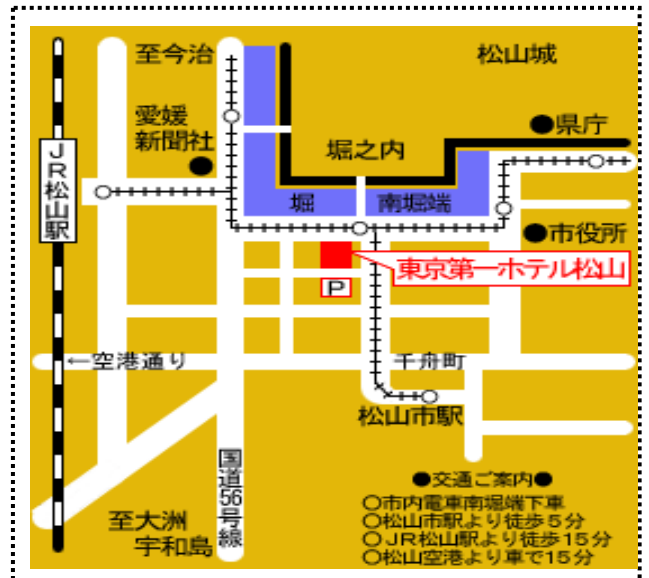 至今治
松山城
愛媛
新聞社
●県庁
堀之内
JR松山駅
堀
南堀端
●市役所
東京第一ホテル松山
P
←空港通り
千舟町
松山市駅
国道56号線
至大洲
宇和島
●交通ご案内●
○市内電車南堀端下車
○松山市駅より徒歩5分
○JR松山駅より徒歩15分
○松山空港より車で15分